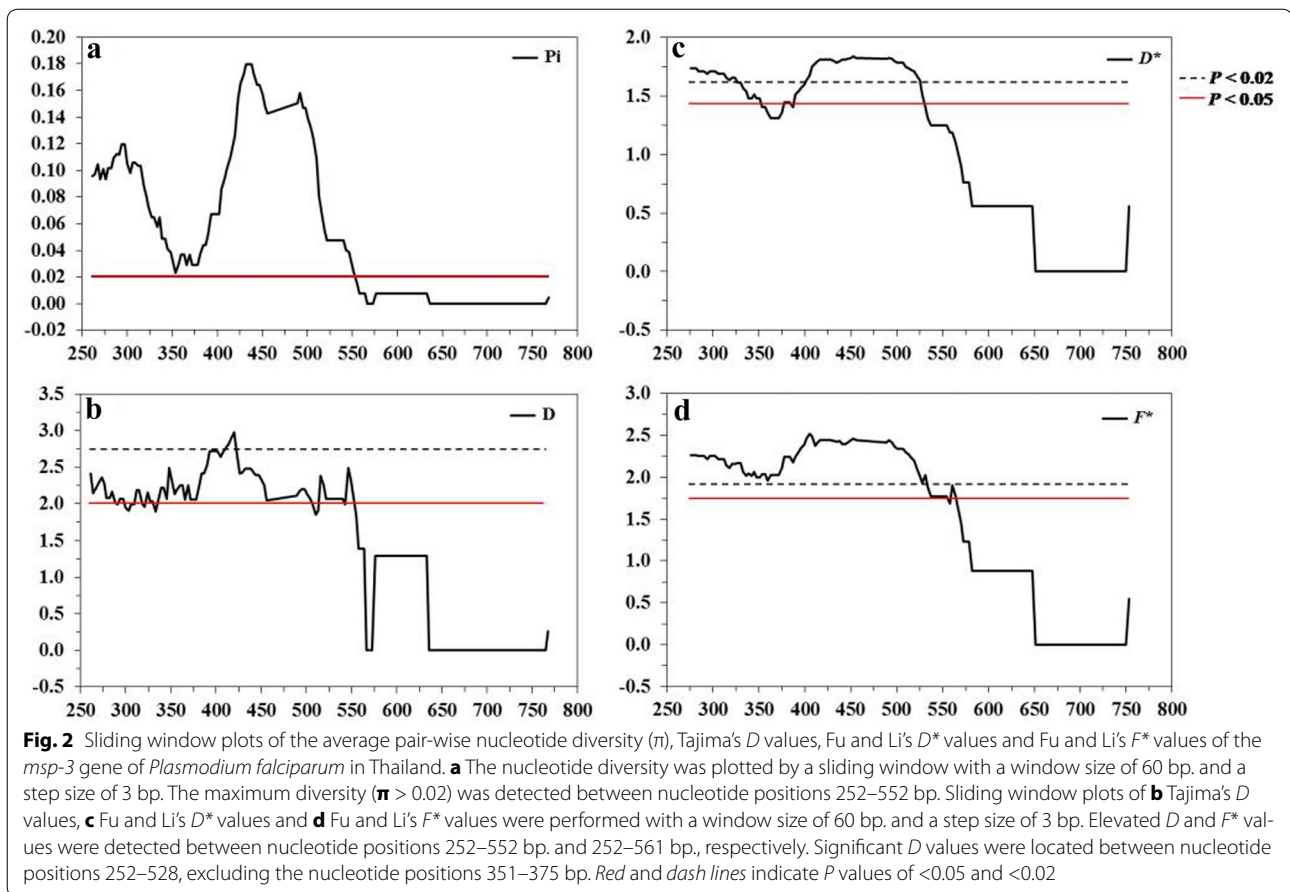 a
Pi
0.20
0.18
0.16
0.14
0.12
0.10
0.08
0.06
0.04
0.02
0.00
-0.02
250 300 350 400 450 500 550 600 650 700 750 800
c
D*
2.0
1.5
1.0
0.5
0.0
-0.5
250 300 350 400 450 500 550 600 650 700 750 800
P < 0.02
P < 0.05
b
D
3.5
3.0
2.5
2.0
1.5
1.0
0.5
0.0
-0.5
250 300 350 400 450 500 550 600 650 700 750 800
d
F*
3.0
2.5
2.0
1.5
1.0
0.5
0.0
-0.5
250 300 350 400 450 500 550 600 650 700 750 800
Fig. 2 Sliding window plots of the average pair-wise nucleotide diversity (π), Tajima's D values, Fu and Li's D* values and Fu and Li's F* values of the
msp-3 gene of Plasmodium falciparum in Thailand. a The nucleotide diversity was plotted by a sliding window with a window size of 60 bp. and a
step size of 3 bp. The maximum diversity (π > 0.02) was detected between nucleotide positions 252–552 bp. Sliding window plots of b Tajima's D
values, c Fu and Li's D* values and d Fu and Li's F* values were performed with a window size of 60 bp. and a step size of 3 bp. Elevated D and F* val-
ues were detected between nucleotide positions 252–552 bp. and 252–561 bp., respectively. Significant D values were located between nucleotide
positions 252–528, excluding the nucleotide positions 351–375 bp. Red and dash lines indicate P values of <0.05 and <0.02